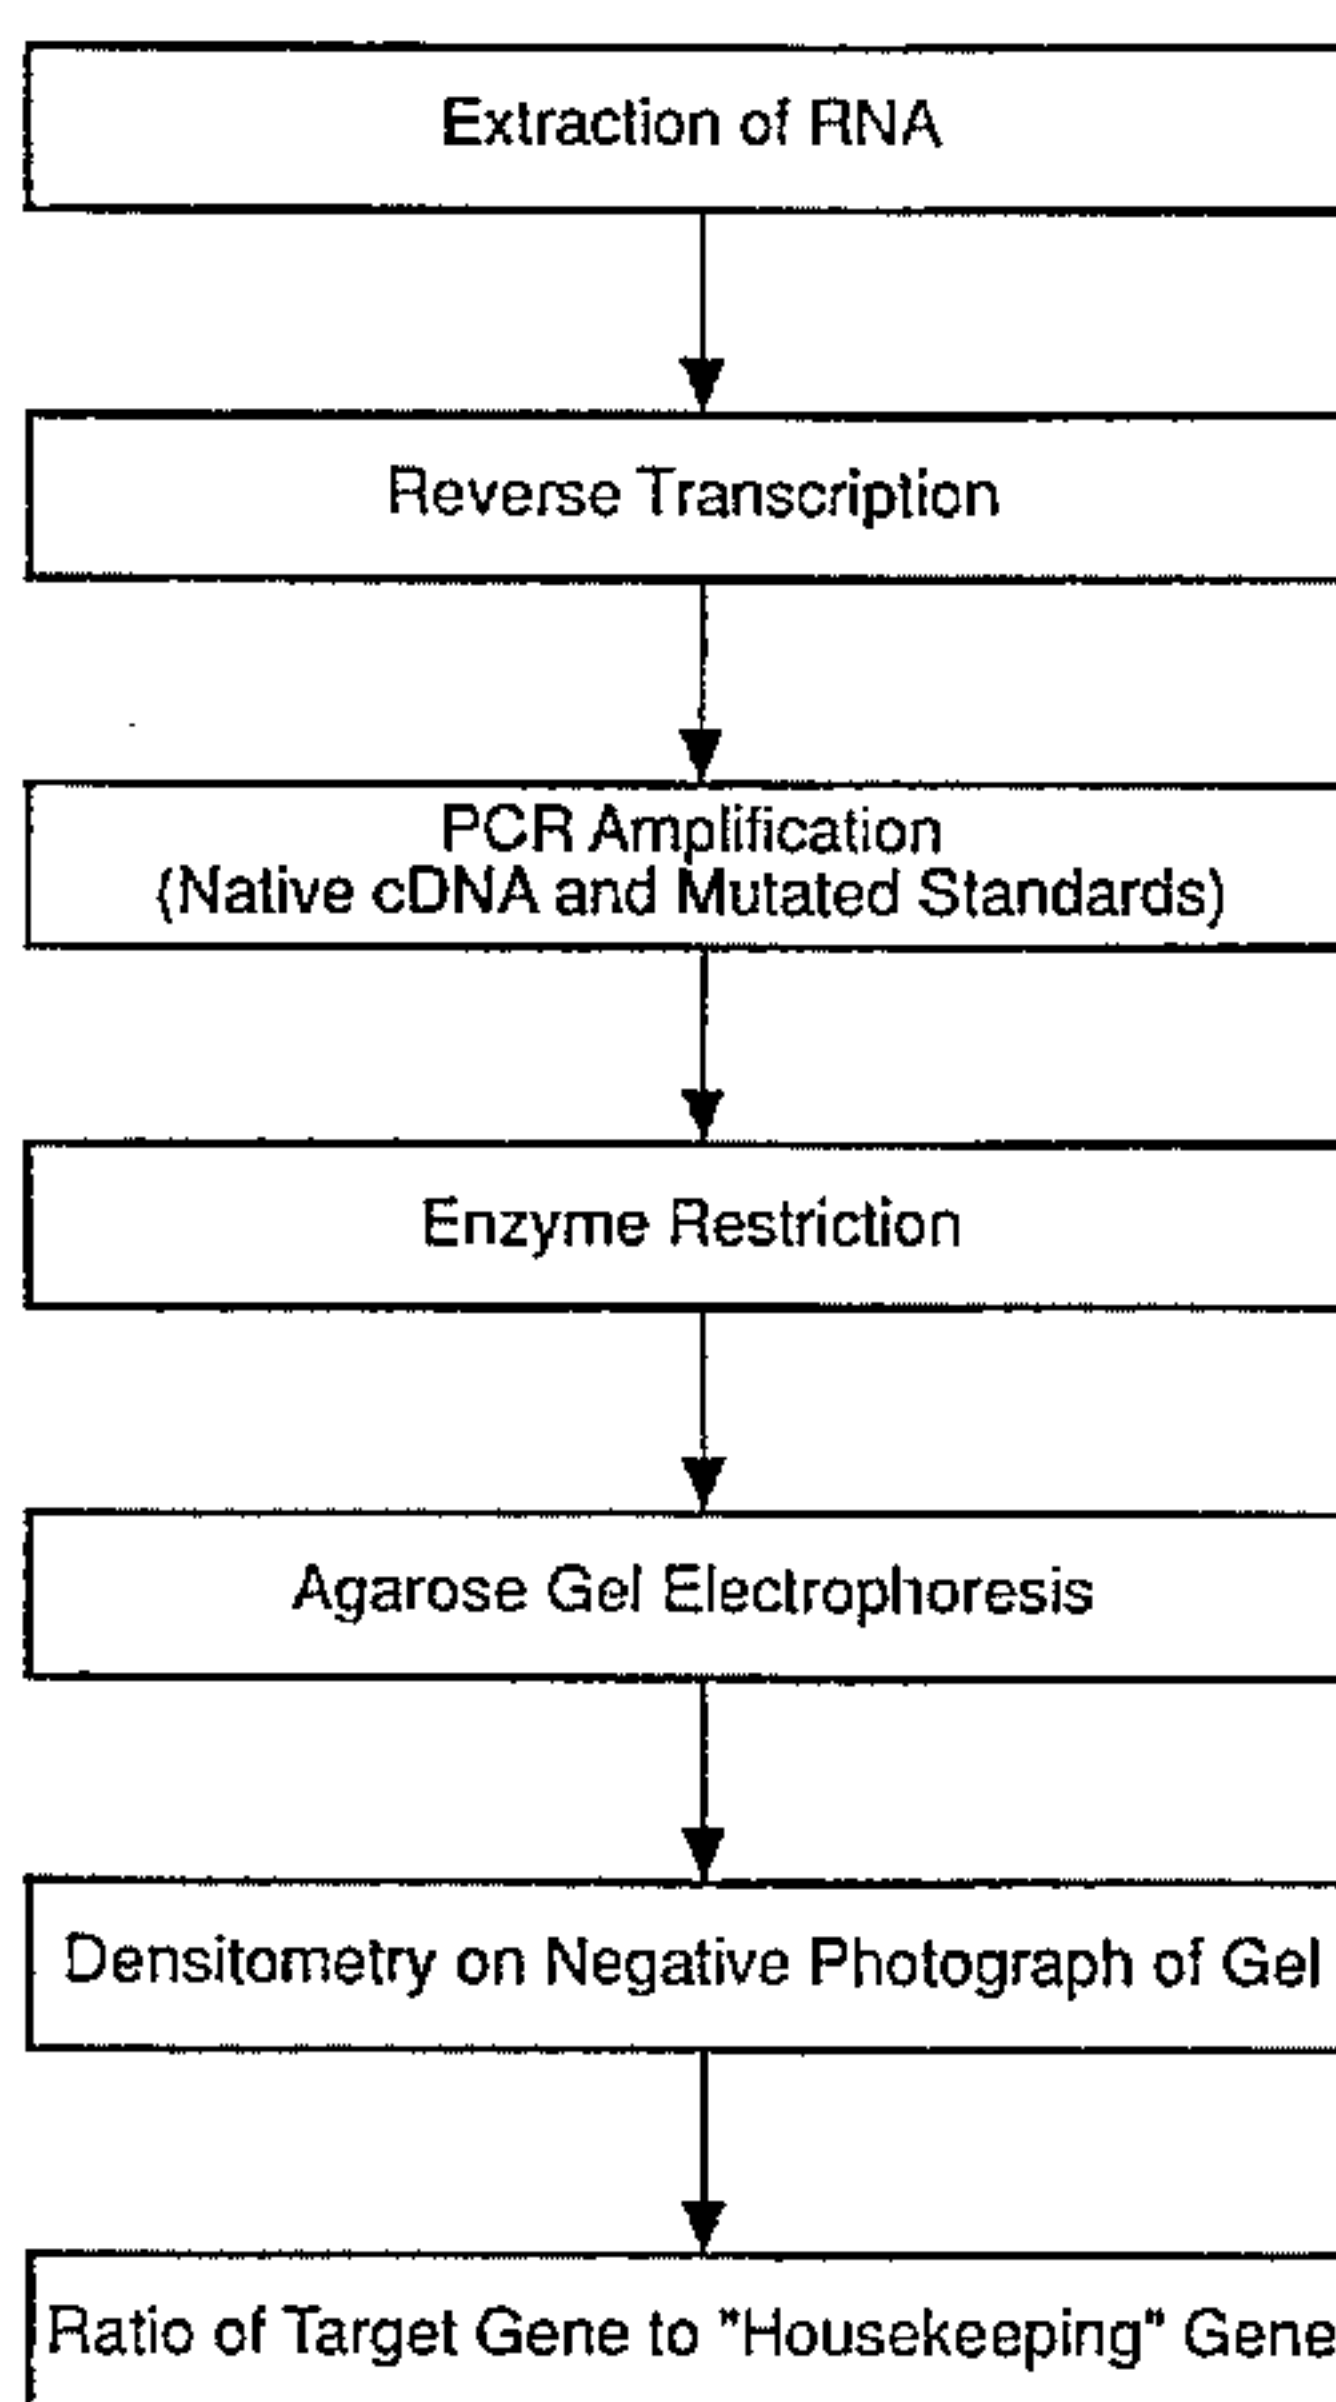 Extraction of RNA
Reverse Transcription
PCR Amplification
(Native cDNA and Mutated Standards)
Enzyme Restriction
Agarose Gel Electrophoresis
Densitometry on Negative Photograph of Gel
Ratio of Target Gene to "Housekeeping" Gene